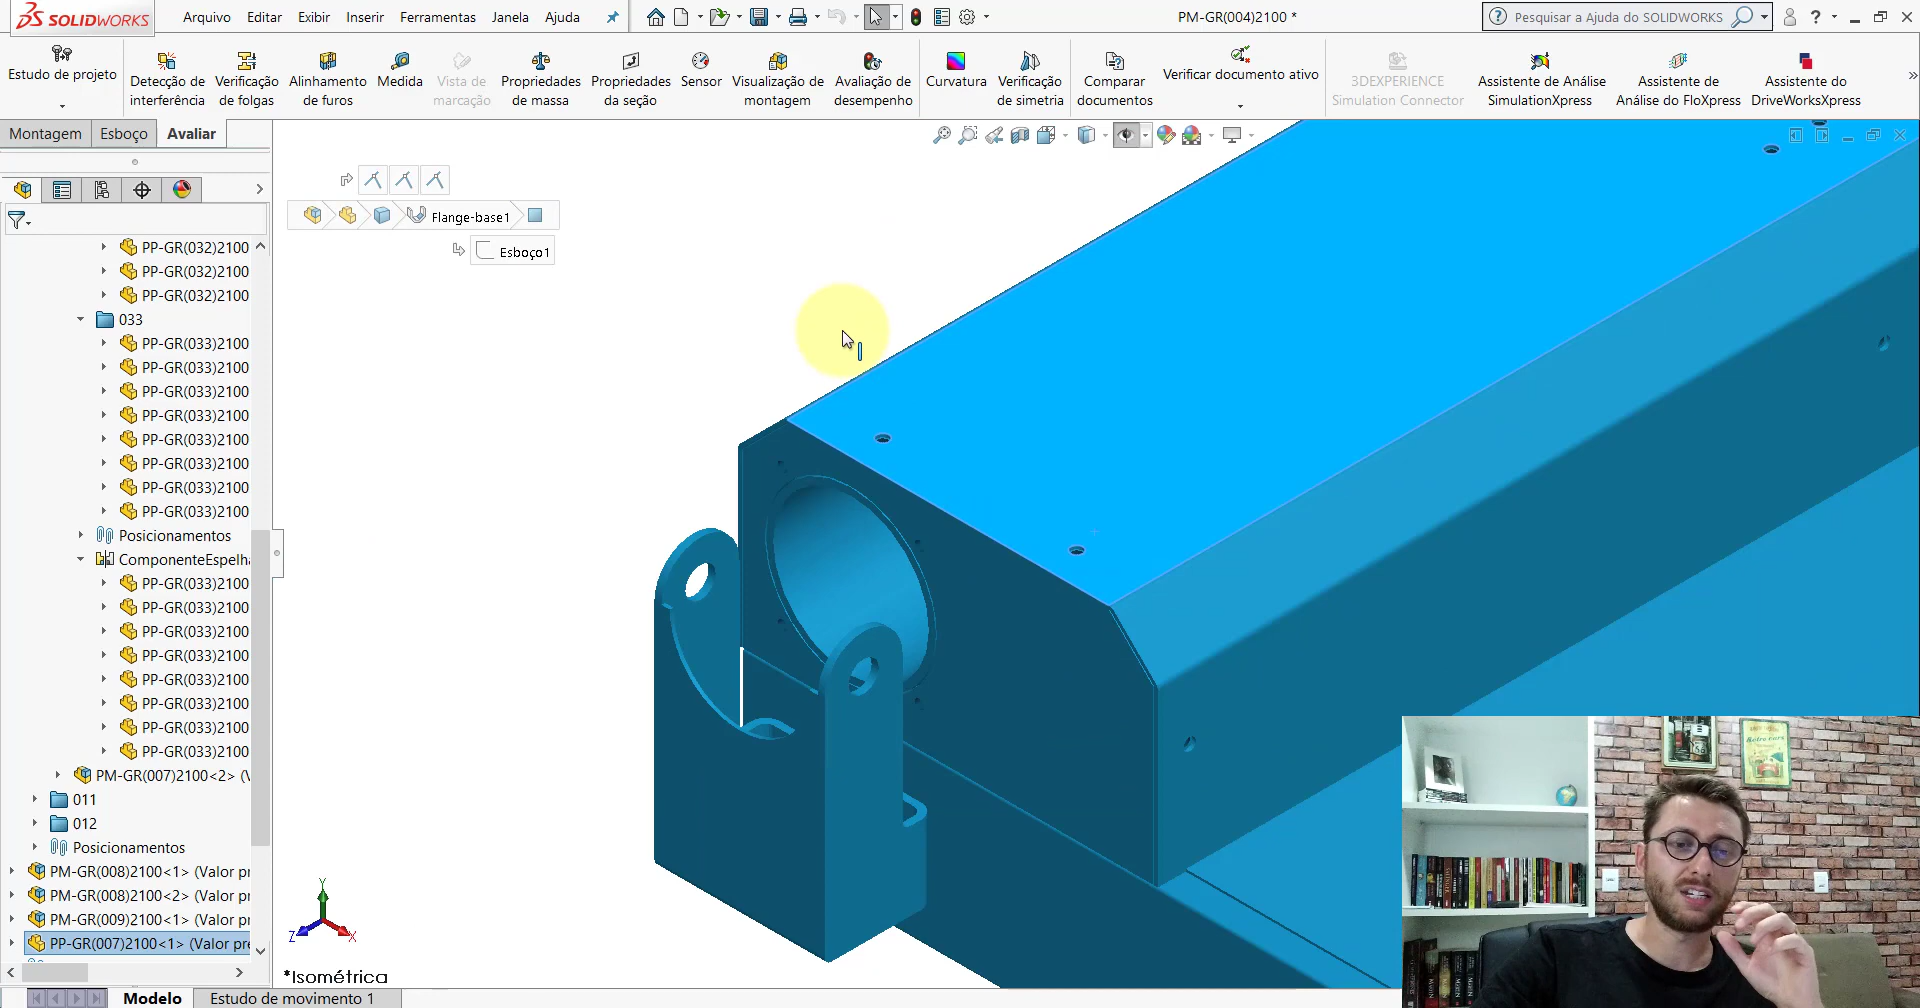 SOLIDWORKS
Arquivo Editar Exibir Inserir Ferramentas Janela Ajuda
PM-GR(004)2100 *
Pesquisar a Ajuda do SOLIDWORKS
Estudo de projeto
Detecção de interferência
Verificação de folgas
Alinhamento de furos
Medida
Vista de marcação
Propriedades de massa
Propriedades da seção
Sensor
Visualização de montagem
Avaliação de desempenho
Curvatura
Verificação de simetria
Comparar documentos
Verificar documento ativo
3DEXPERIENCE Simulation Connector
Assistente de Análise SimulationXpress
Assistente de Análise do FloXpress
Assistente do DriveWorksXpress
Montagem Esboço Avaliar
Flange-base1
Esboço1
PP-GR(032)2100
PP-GR(032)2100
PP-GR(032)2100
033
PP-GR(033)2100
PP-GR(033)2100
PP-GR(033)2100
PP-GR(033)2100
PP-GR(033)2100
PP-GR(033)2100
PP-GR(033)2100
PP-GR(033)2100
Posicionamentos
ComponenteEspelha
PP-GR(033)2100
PP-GR(033)2100
PP-GR(033)2100
PP-GR(033)2100
PP-GR(033)2100
PP-GR(033)2100
PP-GR(033)2100
PP-GR(033)2100
PM-GR(007)2100<2> (V
011
012
Posicionamentos
PM-GR(008)2100<1> (Valor pr
PM-GR(008)2100<2> (Valor pr
PM-GR(009)2100<1> (Valor pr
PP-GR(007)2100<1> (Valor pre
Y
Z
X
*Isométrica
Modelo Estudo de movimento 1